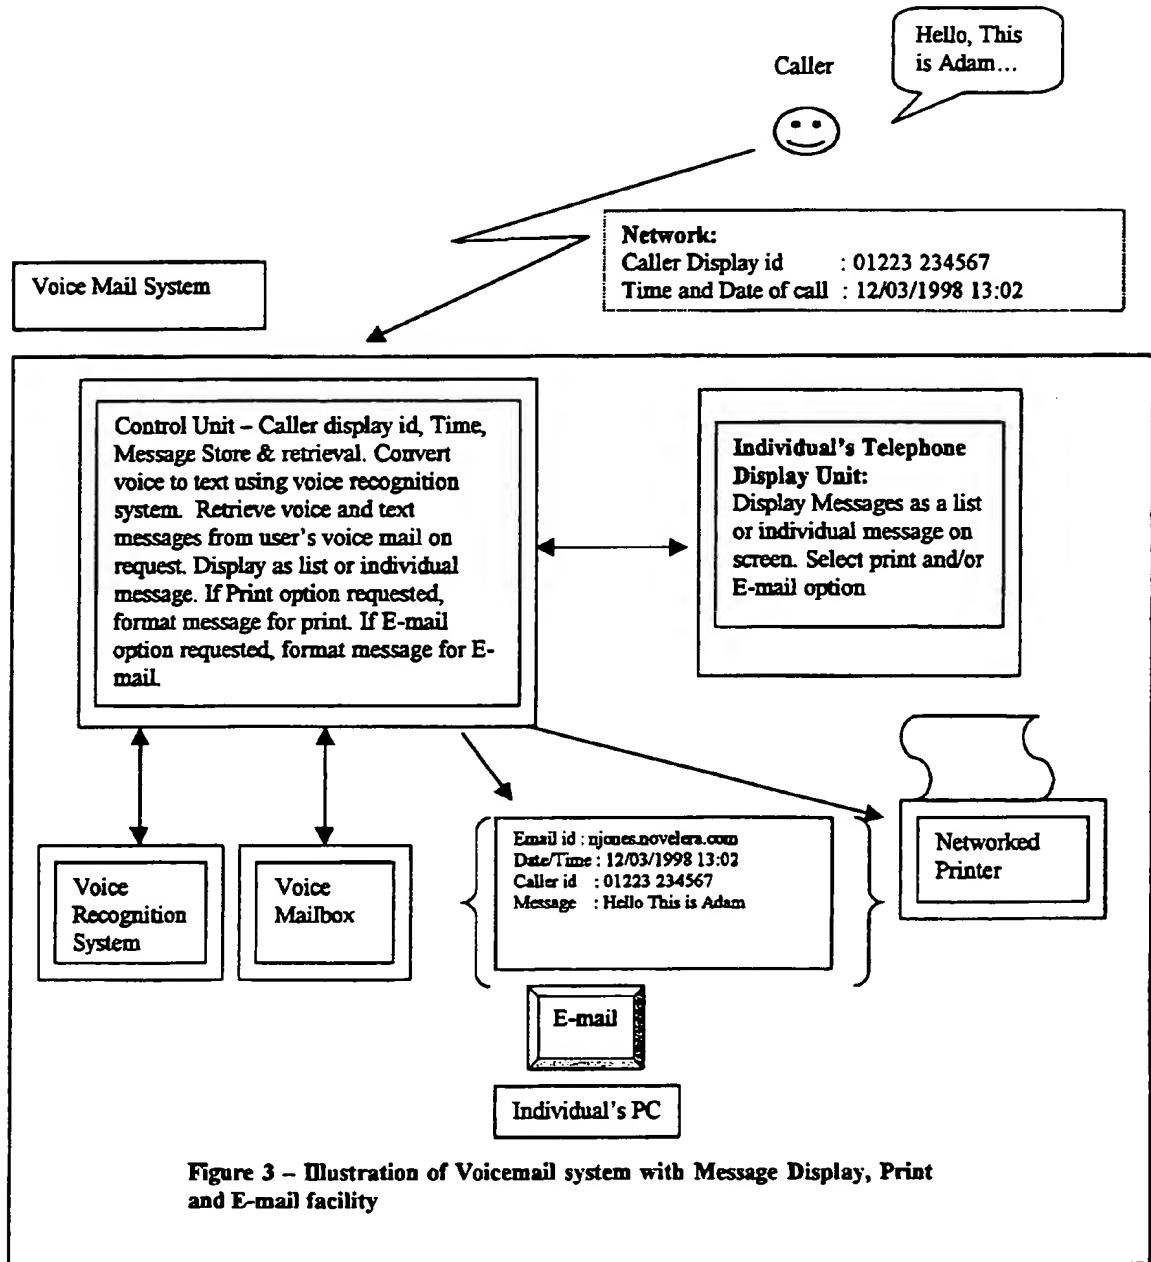 Hello, This
is Adam...
Caller
Network:
Caller Display id : 01223 234567
Time and Date of call : 12/03/1998 13:02
Voice Mail System
Control Unit – Caller display id, Time,
Message Store & retrieval. Convert
voice to text using voice recognition
system. Retrieve voice and text
messages from user's voice mail on
request. Display as list or individual
message. If Print option requested,
format message for print. If E-mail
option requested, format message for E-
mail.
Individual's Telephone
Display Unit:
Display Messages as a list
or individual message on
screen. Select print and/or
E-mail option
Voice
Recognition
System
Voice
Mailbox
Email id : njones.novelera.com
Date/Time : 12/03/1998 13:02
Caller id : 01223 234567
Message : Hello This is Adam
Networked
Printer
E-mail
Individual's PC
Figure 3 – Illustration of Voicemail system with Message Display, Print
and E-mail facility